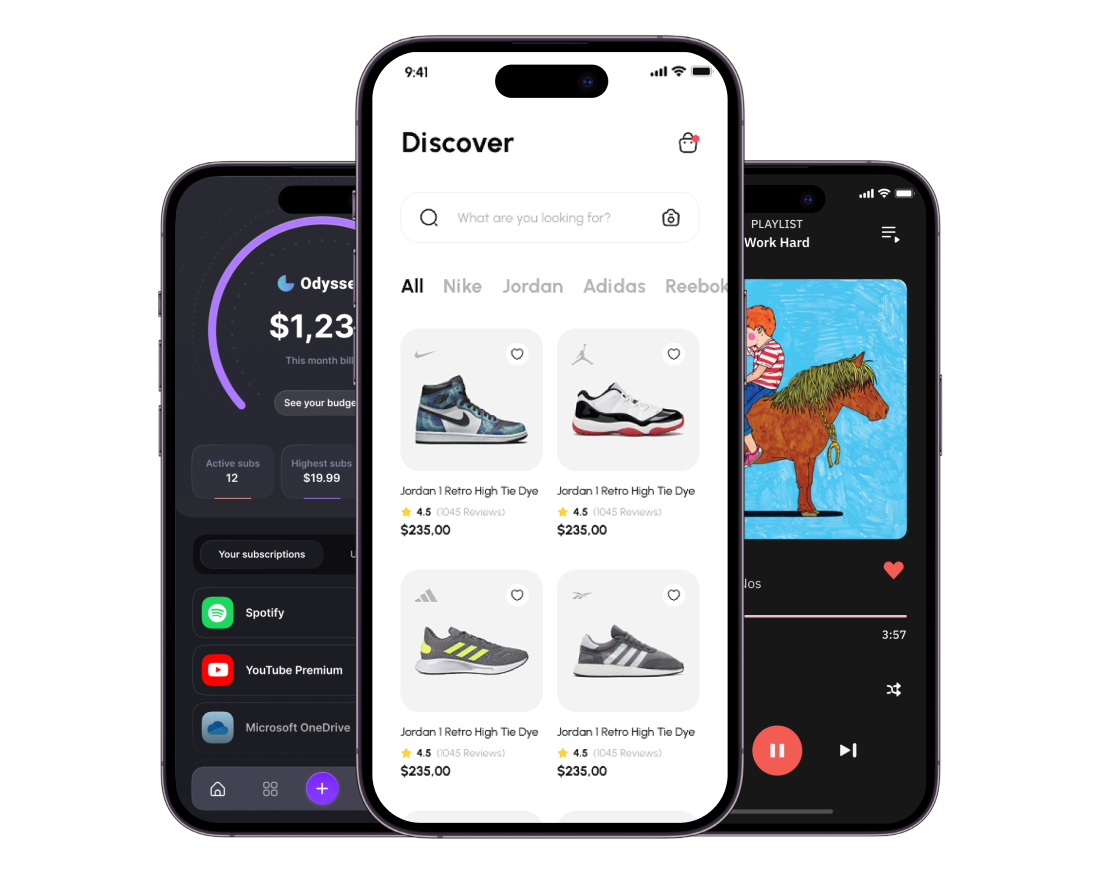 Odysse
$1,23
This month bill
See your budge
Active subs
12
Highest subs
$19.99
Your subscriptions
U
Spotify
YouTube Premium
Microsoft OneDrive
9:41
Discover
What are you looking for?
All Nike Jordan Adidas Reebok
Jordan 1 Retro High Tie Dye
4.5 (1045 Reviews)
$235,00
Jordan 1 Retro High Tie Dye
4.5 (1045 Reviews)
$235,00
Jordan 1 Retro High Tie Dye
4.5 (1045 Reviews)
$235,00
Jordan 1 Retro High Tie Dye
4.5 (1045 Reviews)
$235,00
PLAYLIST
Work Hard
3:57